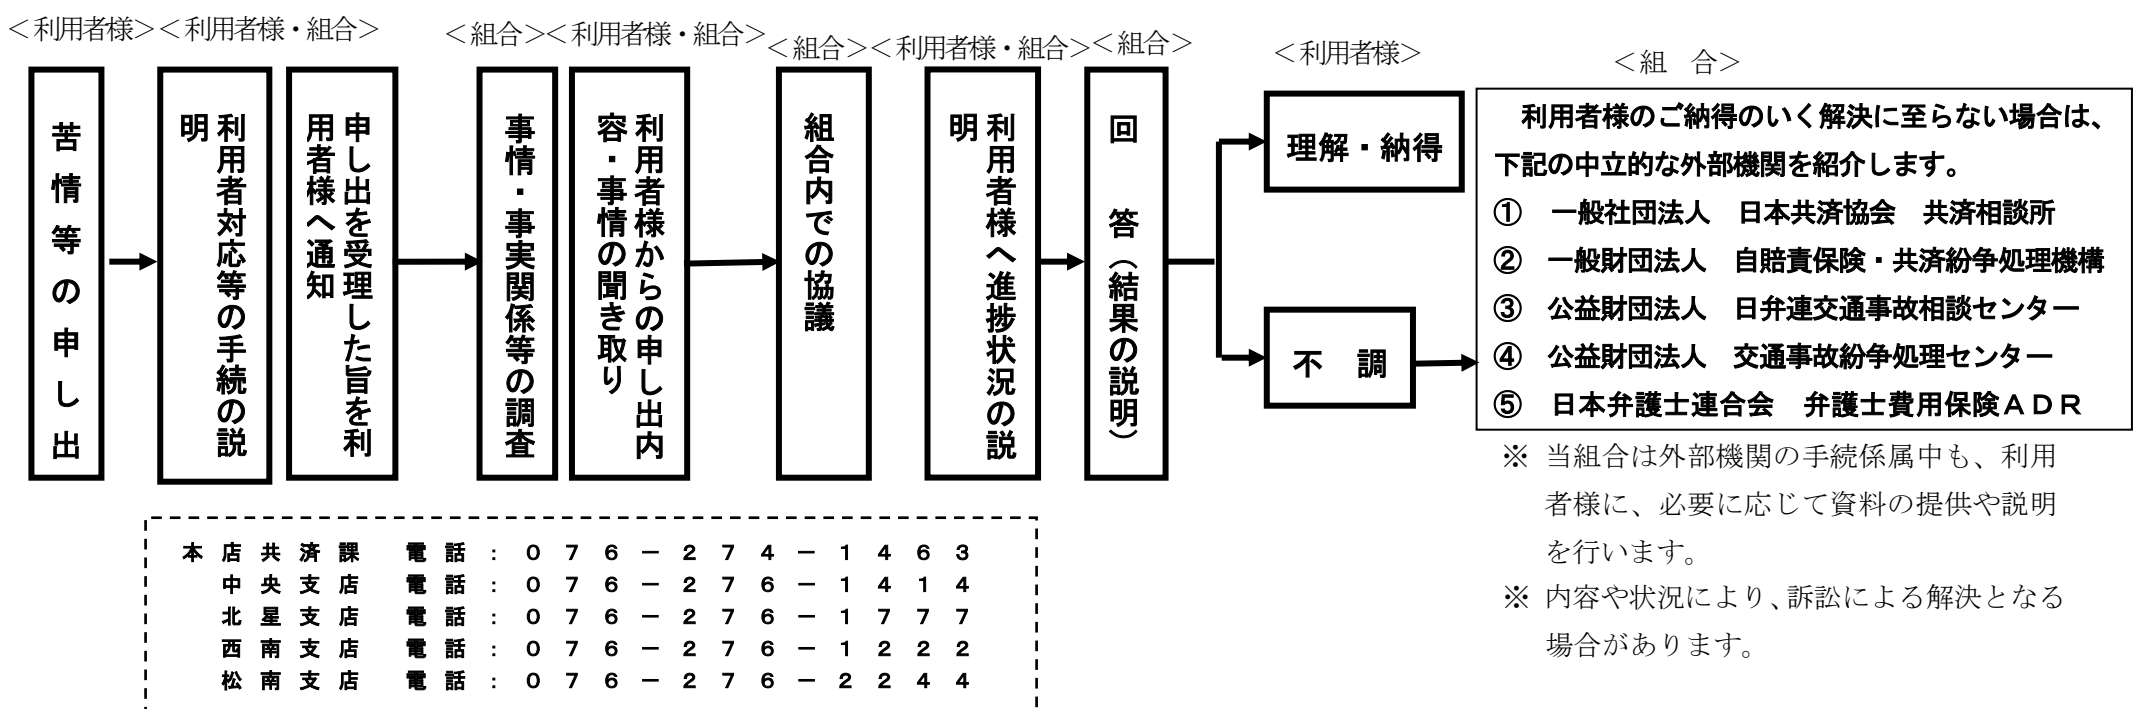 ＜利用者様＞＜利用者様・組合＞
＜組合＞＜利用者様・組合＞
＜組合＞＜利用者様・組合＞
＜組合＞
＜利用者様＞
＜組　合＞
苦情等の申し出
利用者対応等の手続の説
明
申し出を受理した旨を利
用者様へ通知
事情・事実関係等の調査
利用者様からの申し出内
容・事情の聞き取り
組合内での協議
利用者様へ進捗状況の説
明
回　答（結果の説明）
理解・納得
不　調
利用者様のご納得のいく解決に至らない場合は、
下記の中立的な外部機関を紹介します。
①　一般社団法人　日本共済協会　共済相談所
②　一般財団法人　自賠責保険・共済紛争処理機構
③　公益財団法人　日弁連交通事故相談センター
④　公益財団法人　交通事故紛争処理センター
⑤　日本弁護士連合会　弁護士費用保険ＡＤＲ
※ 当組合は外部機関の手続係属中も、利用
者様に、必要に応じて資料の提供や説明
を行います。
※ 内容や状況により、訴訟による解決となる
場合があります。
本店共済課　電話：０７６－２７４－１４６３
中央支店　電話：０７６－２７６－１４１４
北星支店　電話：０７６－２７６－１７７７
西南支店　電話：０７６－２７６－１２２２
松南支店　電話：０７６－２７６－２２４４